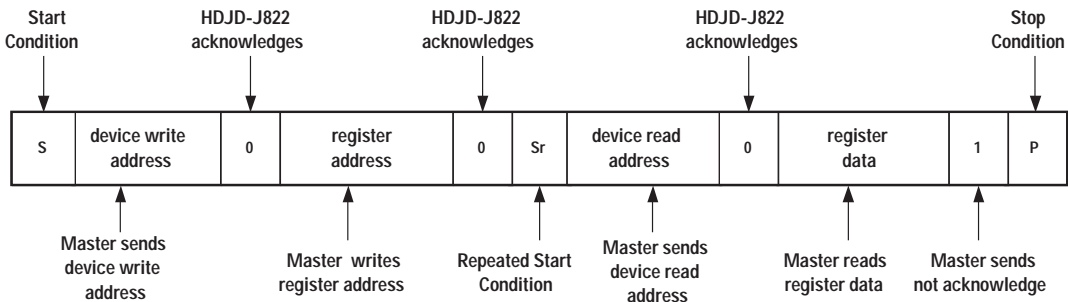 Start
Condition
HDJD-J822
acknowledges
HDJD-J822
acknowledges
HDJD-J822
acknowledges
Stop
Condition
S
device write
address
0
register
address
0
Sr
device read
address
0
register
data
1
P
Master sends
device write
address
Master writes
register address
Repeated Start
Condition
Master sends
device read
address
Master reads
register data
Master sends
not acknowledge